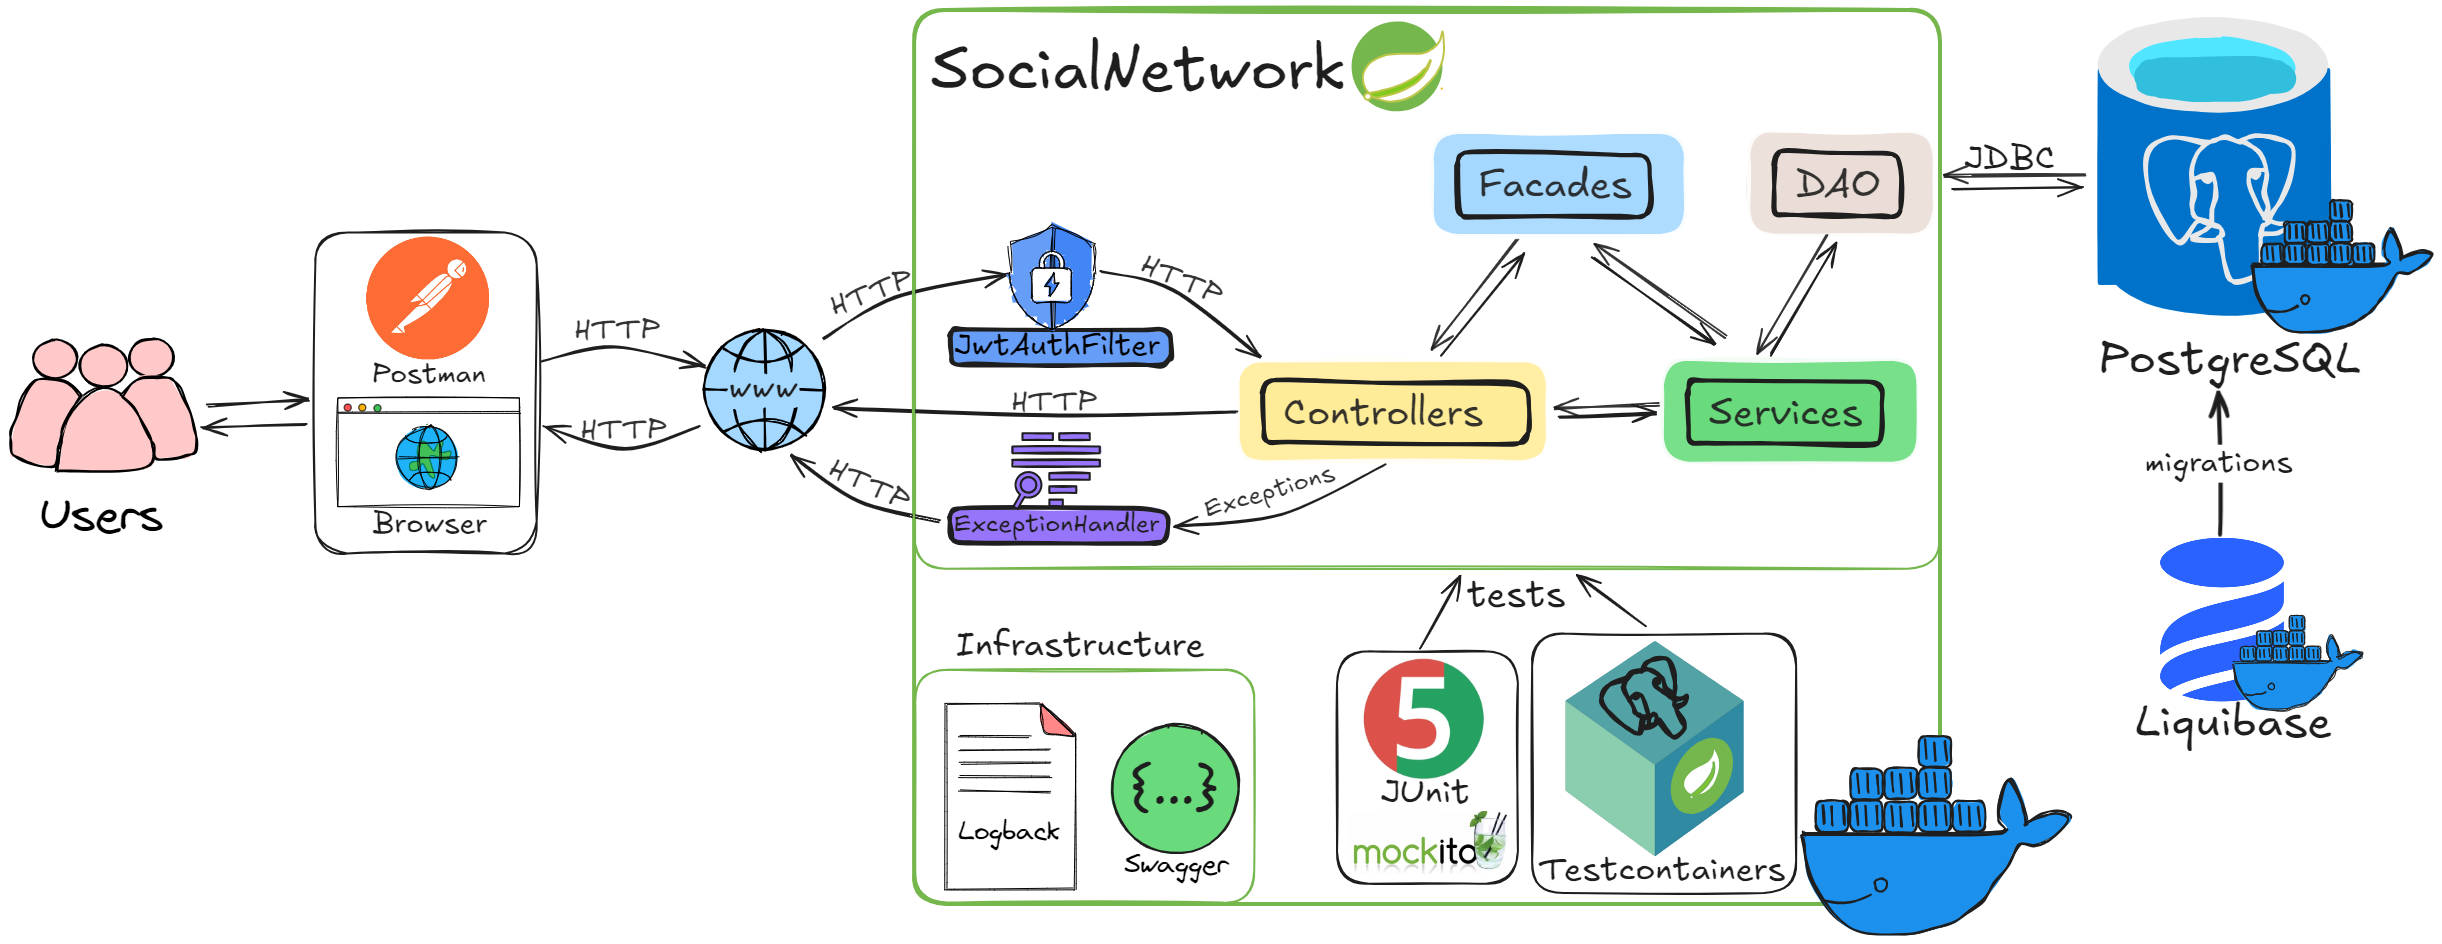 SocialNetwork
Facades
DAO
JDBC
HTTP
HTTP
JwtAuthFilter
Postman
HTTP
www
HTTP
Controllers
Services
HTTP
Browser
HTTP
Exceptions
ExceptionHandler
Users
PostgreSQL
migrations
Liquibase
tests
Infrastructure
Logback
{...}
Swagger
5
JUnit
mockito
Testcontainers